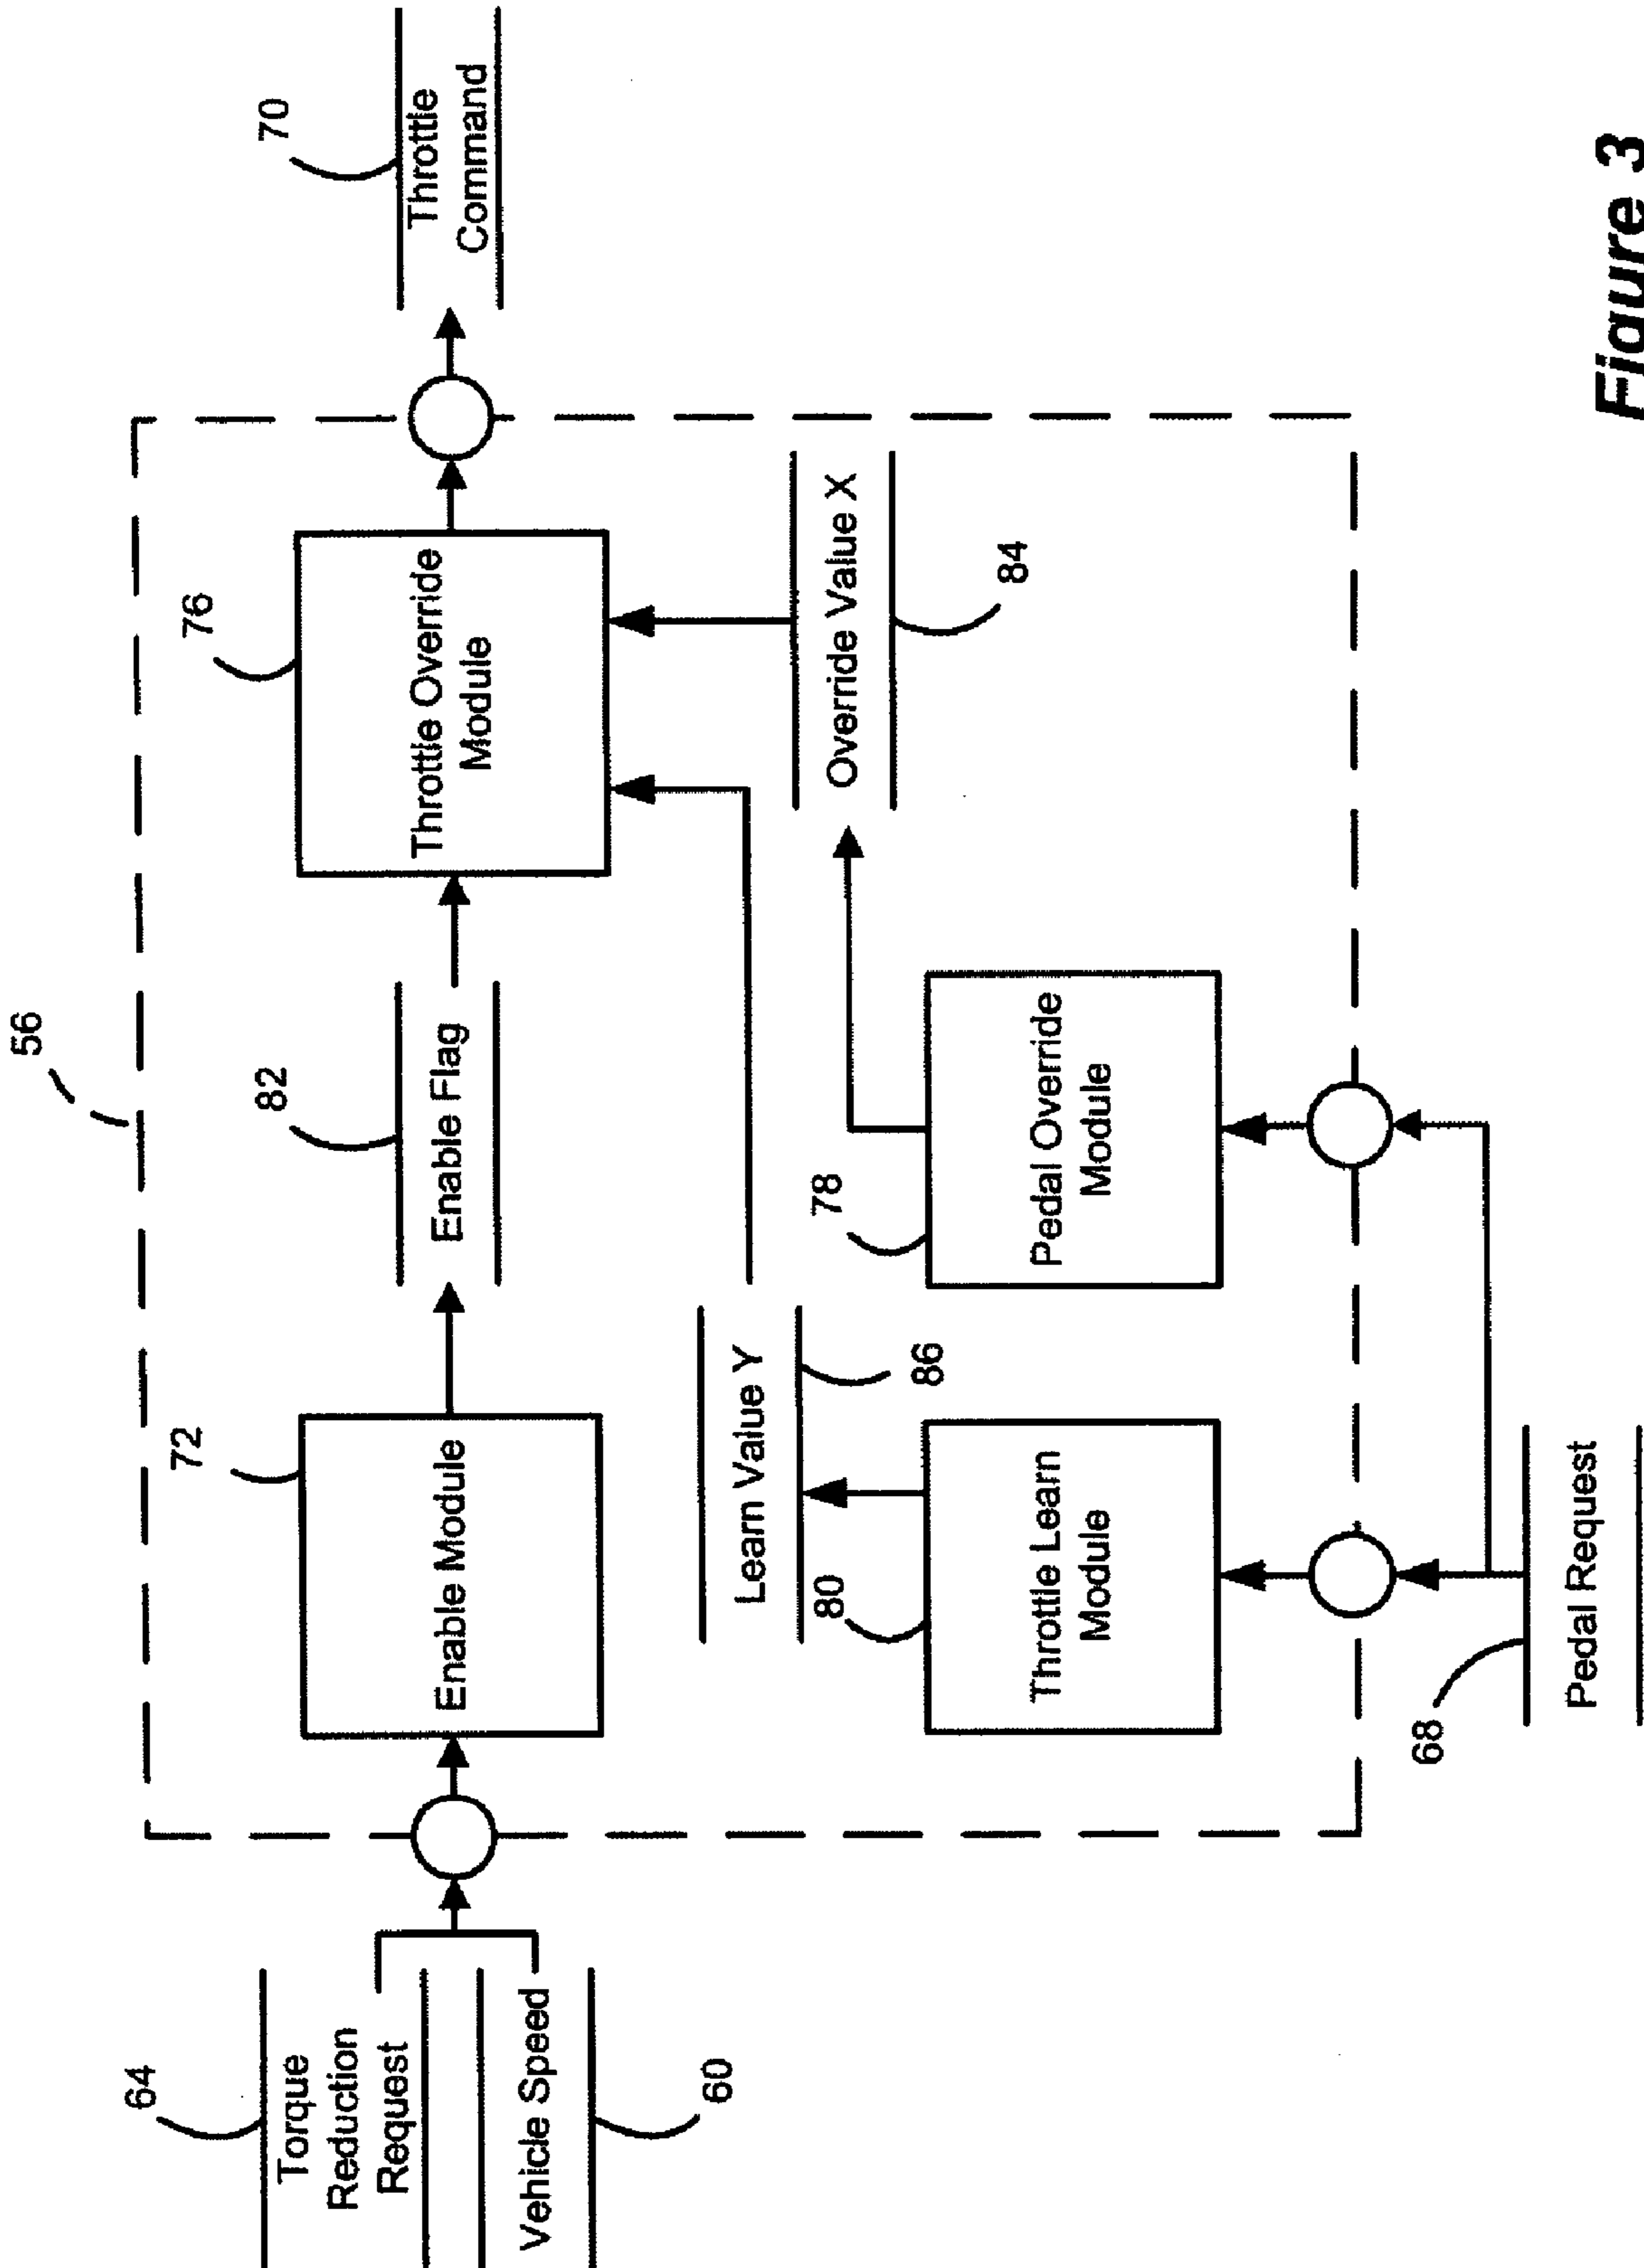 56
64
Torque
Reduction
Request
Vehicle Speed
60
72
Enable Module
82
Enable Flag
76
Throttle Override
Module
70
Throttle
Command
Learn Value Y
86
Override Value X
84
80
Throttle Learn
Module
78
Pedal Override
Module
68
Pedal Request
Figure 3